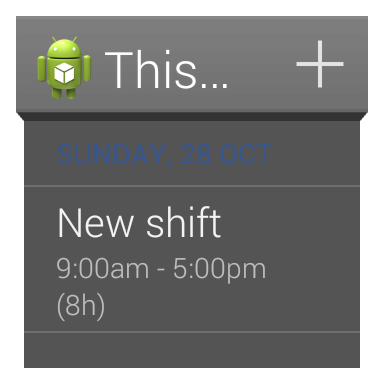 This...
SUNDAY, 28 OCT
New shift
9:00am - 5:00pm
(8h)